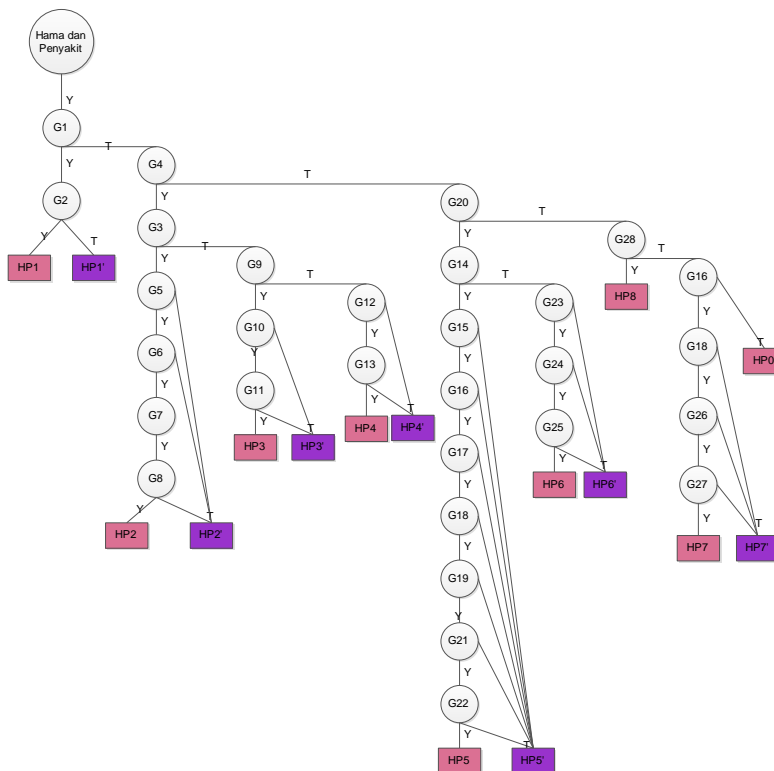 Hama dan
Penyakit
Y
G1
T
Y
G4
T
Y
G2
G20
T
Y
G3
Y
G28
Y
T
T
Y
T
HP1
HP1'
G9
G14
Y
T
G16
Y
T
Y
G5
Y
G12
Y
G23
HP8
Y
Y
G10
Y
G15
Y
G18
G6
Y
G13
Y
G24
T
HP0
Y
Y
G11
Y
G16
Y
Y
G7
Y
T
Y
T
G25
G26
HP3
HP3'
HP4
HP4'
Y
G17
Y
T
Y
G8
HP6
HP6'
G27
Y
Y
T
G18
Y
T
HP2
HP2'
Y
HP7
HP7'
G19
Y
G21
Y
G22
Y
T
HP5
HP5'